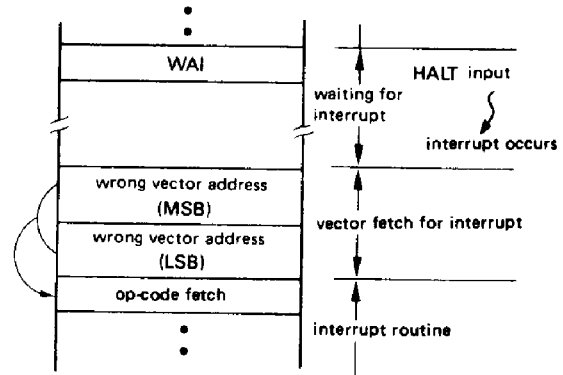 WAI
HALT input
waiting for
interrupt
interrupt occurs
wrong vector address
(MSB)
vector fetch for interrupt
wrong vector address
(LSB)
op-code fetch
interrupt routine